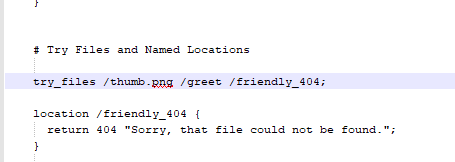 }
# Try Files and Named Locations
try_files /thumb.png /greet /friendly_404;
location /friendly_404 {
return 404 "Sorry, that file could not be found.";
}